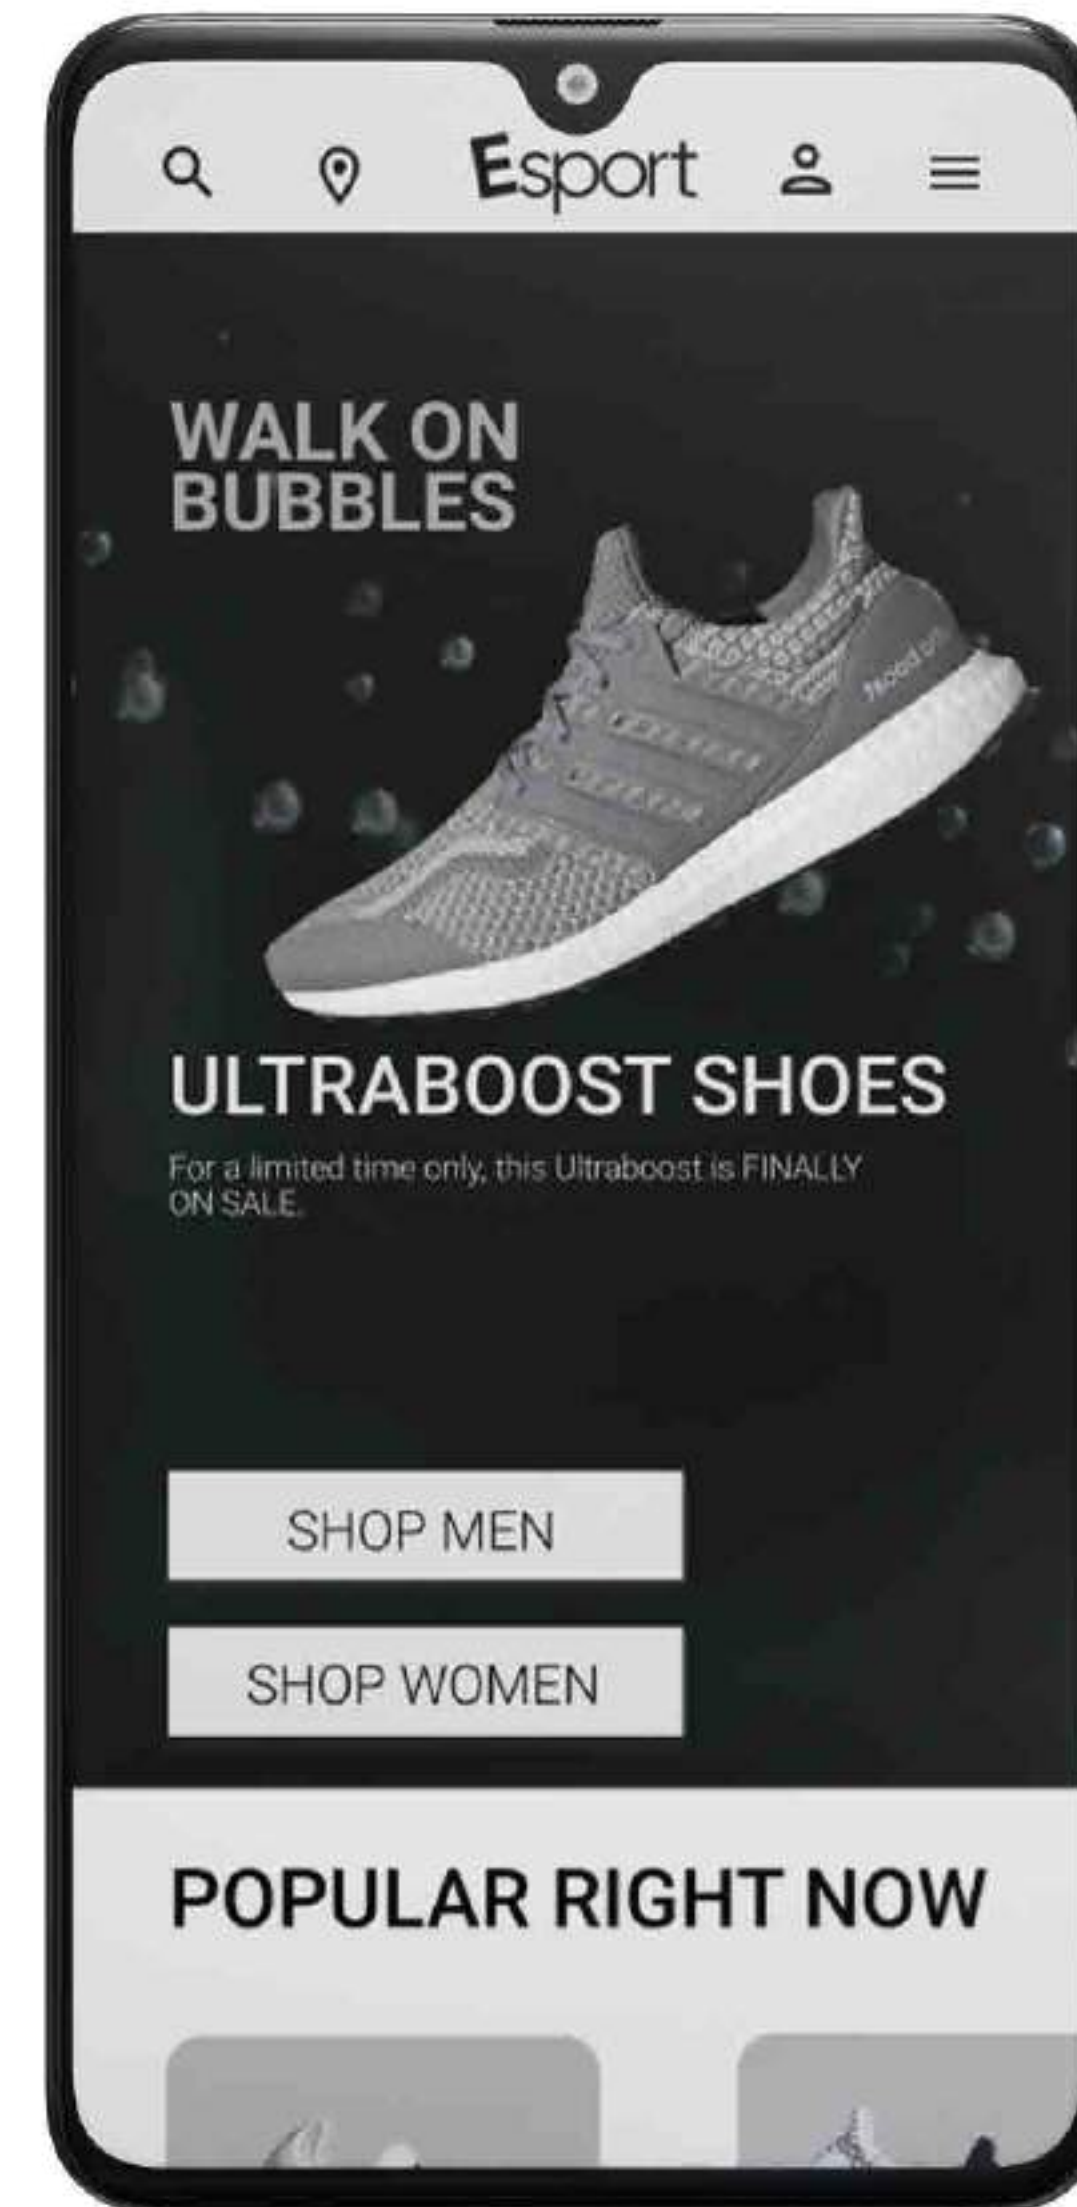 Esport
WALK ON
BUBBLES
ULTRABOOST SHOES
For a limited time only, this Ultraboost is FINALLY
ON SALE.
SHOP MEN
SHOP WOMEN
POPULAR RIGHT NOW